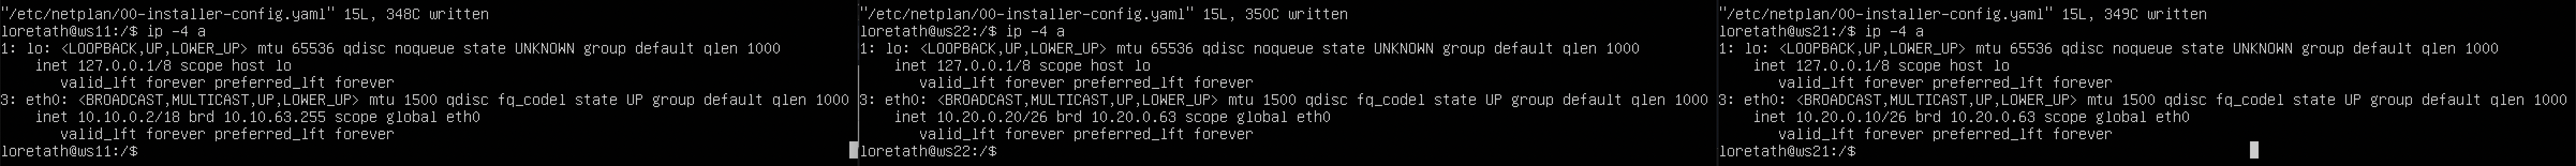 "/etc/netplan/00-installer-config.yaml" 15L, 348C written
loretath@ws11:/$ ip -4 a
1: lo: <LOOPBACK,UP,LOWER_UP> mtu 65536 qdisc noqueue state UNKNOWN group default qlen 1000
    inet 127.0.0.1/8 scope host lo
       valid_lft forever preferred_lft forever
3: eth0: <BROADCAST,MULTICAST,UP,LOWER_UP> mtu 1500 qdisc fq_codel state UP group default qlen 1000
    inet 10.10.0.2/18 brd 10.10.63.255 scope global eth0
       valid_lft forever preferred_lft forever
loretath@ws11:/$
"/etc/netplan/00-installer-config.yaml" 15L, 350C written
loretath@ws22:/$ ip -4 a
1: lo: <LOOPBACK,UP,LOWER_UP> mtu 65536 qdisc noqueue state UNKNOWN group default qlen 1000
    inet 127.0.0.1/8 scope host lo
       valid_lft forever preferred_lft forever
3: eth0: <BROADCAST,MULTICAST,UP,LOWER_UP> mtu 1500 qdisc fq_codel state UP group default qlen 1000
    inet 10.20.0.20/26 brd 10.20.0.63 scope global eth0
       valid_lft forever preferred_lft forever
loretath@ws22:/$
"/etc/netplan/00-installer-config.yaml" 15L, 349C written
loretath@ws21:/$ ip -4 a
1: lo: <LOOPBACK,UP,LOWER_UP> mtu 65536 qdisc noqueue state UNKNOWN group default qlen 1000
    inet 127.0.0.1/8 scope host lo
       valid_lft forever preferred_lft forever
3: eth0: <BROADCAST,MULTICAST,UP,LOWER_UP> mtu 1500 qdisc fq_codel state UP group default qlen 1000
    inet 10.20.0.10/26 brd 10.20.0.63 scope global eth0
       valid_lft forever preferred_lft forever
loretath@ws21:/$